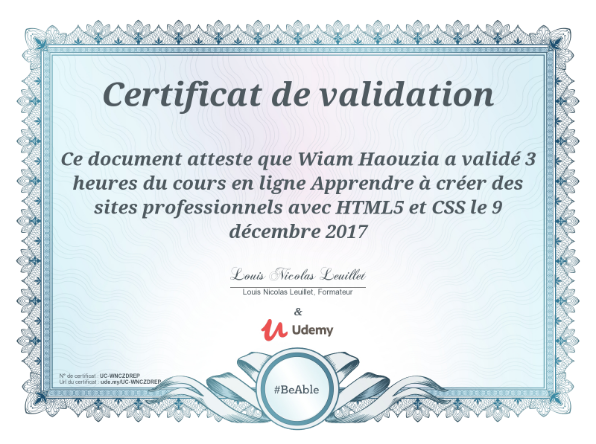 Certificat de validation
Ce document atteste que Wiam Haouzia a validé 3
heures du cours en ligne Apprendre à créer des
sites professionnels avec HTML5 et CSS le 9
décembre 2017
Louis Nicolas Leuillet
Louis Nicolas Leuillet, Formateur
&
Udemy
N° de certificat : UC-WNCZDREP
Url du certificat : ude.my/UC-WNCZDREP
#BeAble